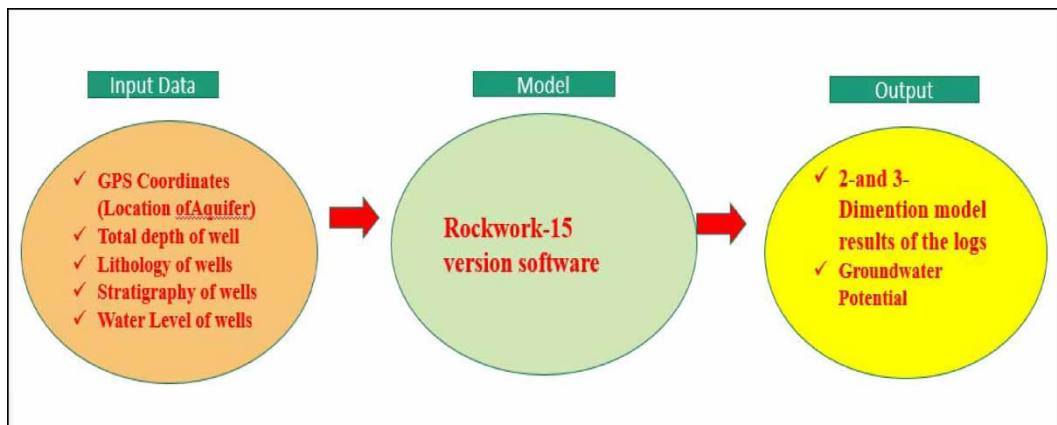 Input Data
✓ GPS Coordinates
(Location ofAquifer)
✓ Total depth of well
✓ Lithology of wells
✓ Stratigraphy of wells
✓ Water Level of wells
Model
Rockwork-15
version software
Output
✓ 2-and 3-
Dimention model
results of the logs
✓ Groundwater
Potential